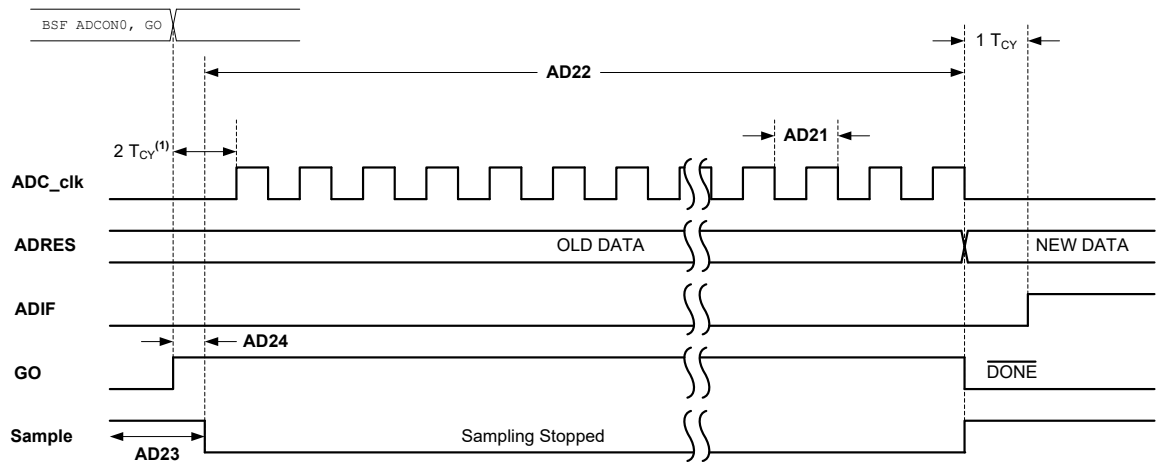 BSF ADCON0, GO
1 TCY
AD22
AD21
2 TCY(1)
ADC_clk
ADRES
OLD DATA
NEW DATA
ADIF
AD24
GO
DONE
Sample
Sampling Stopped
AD23